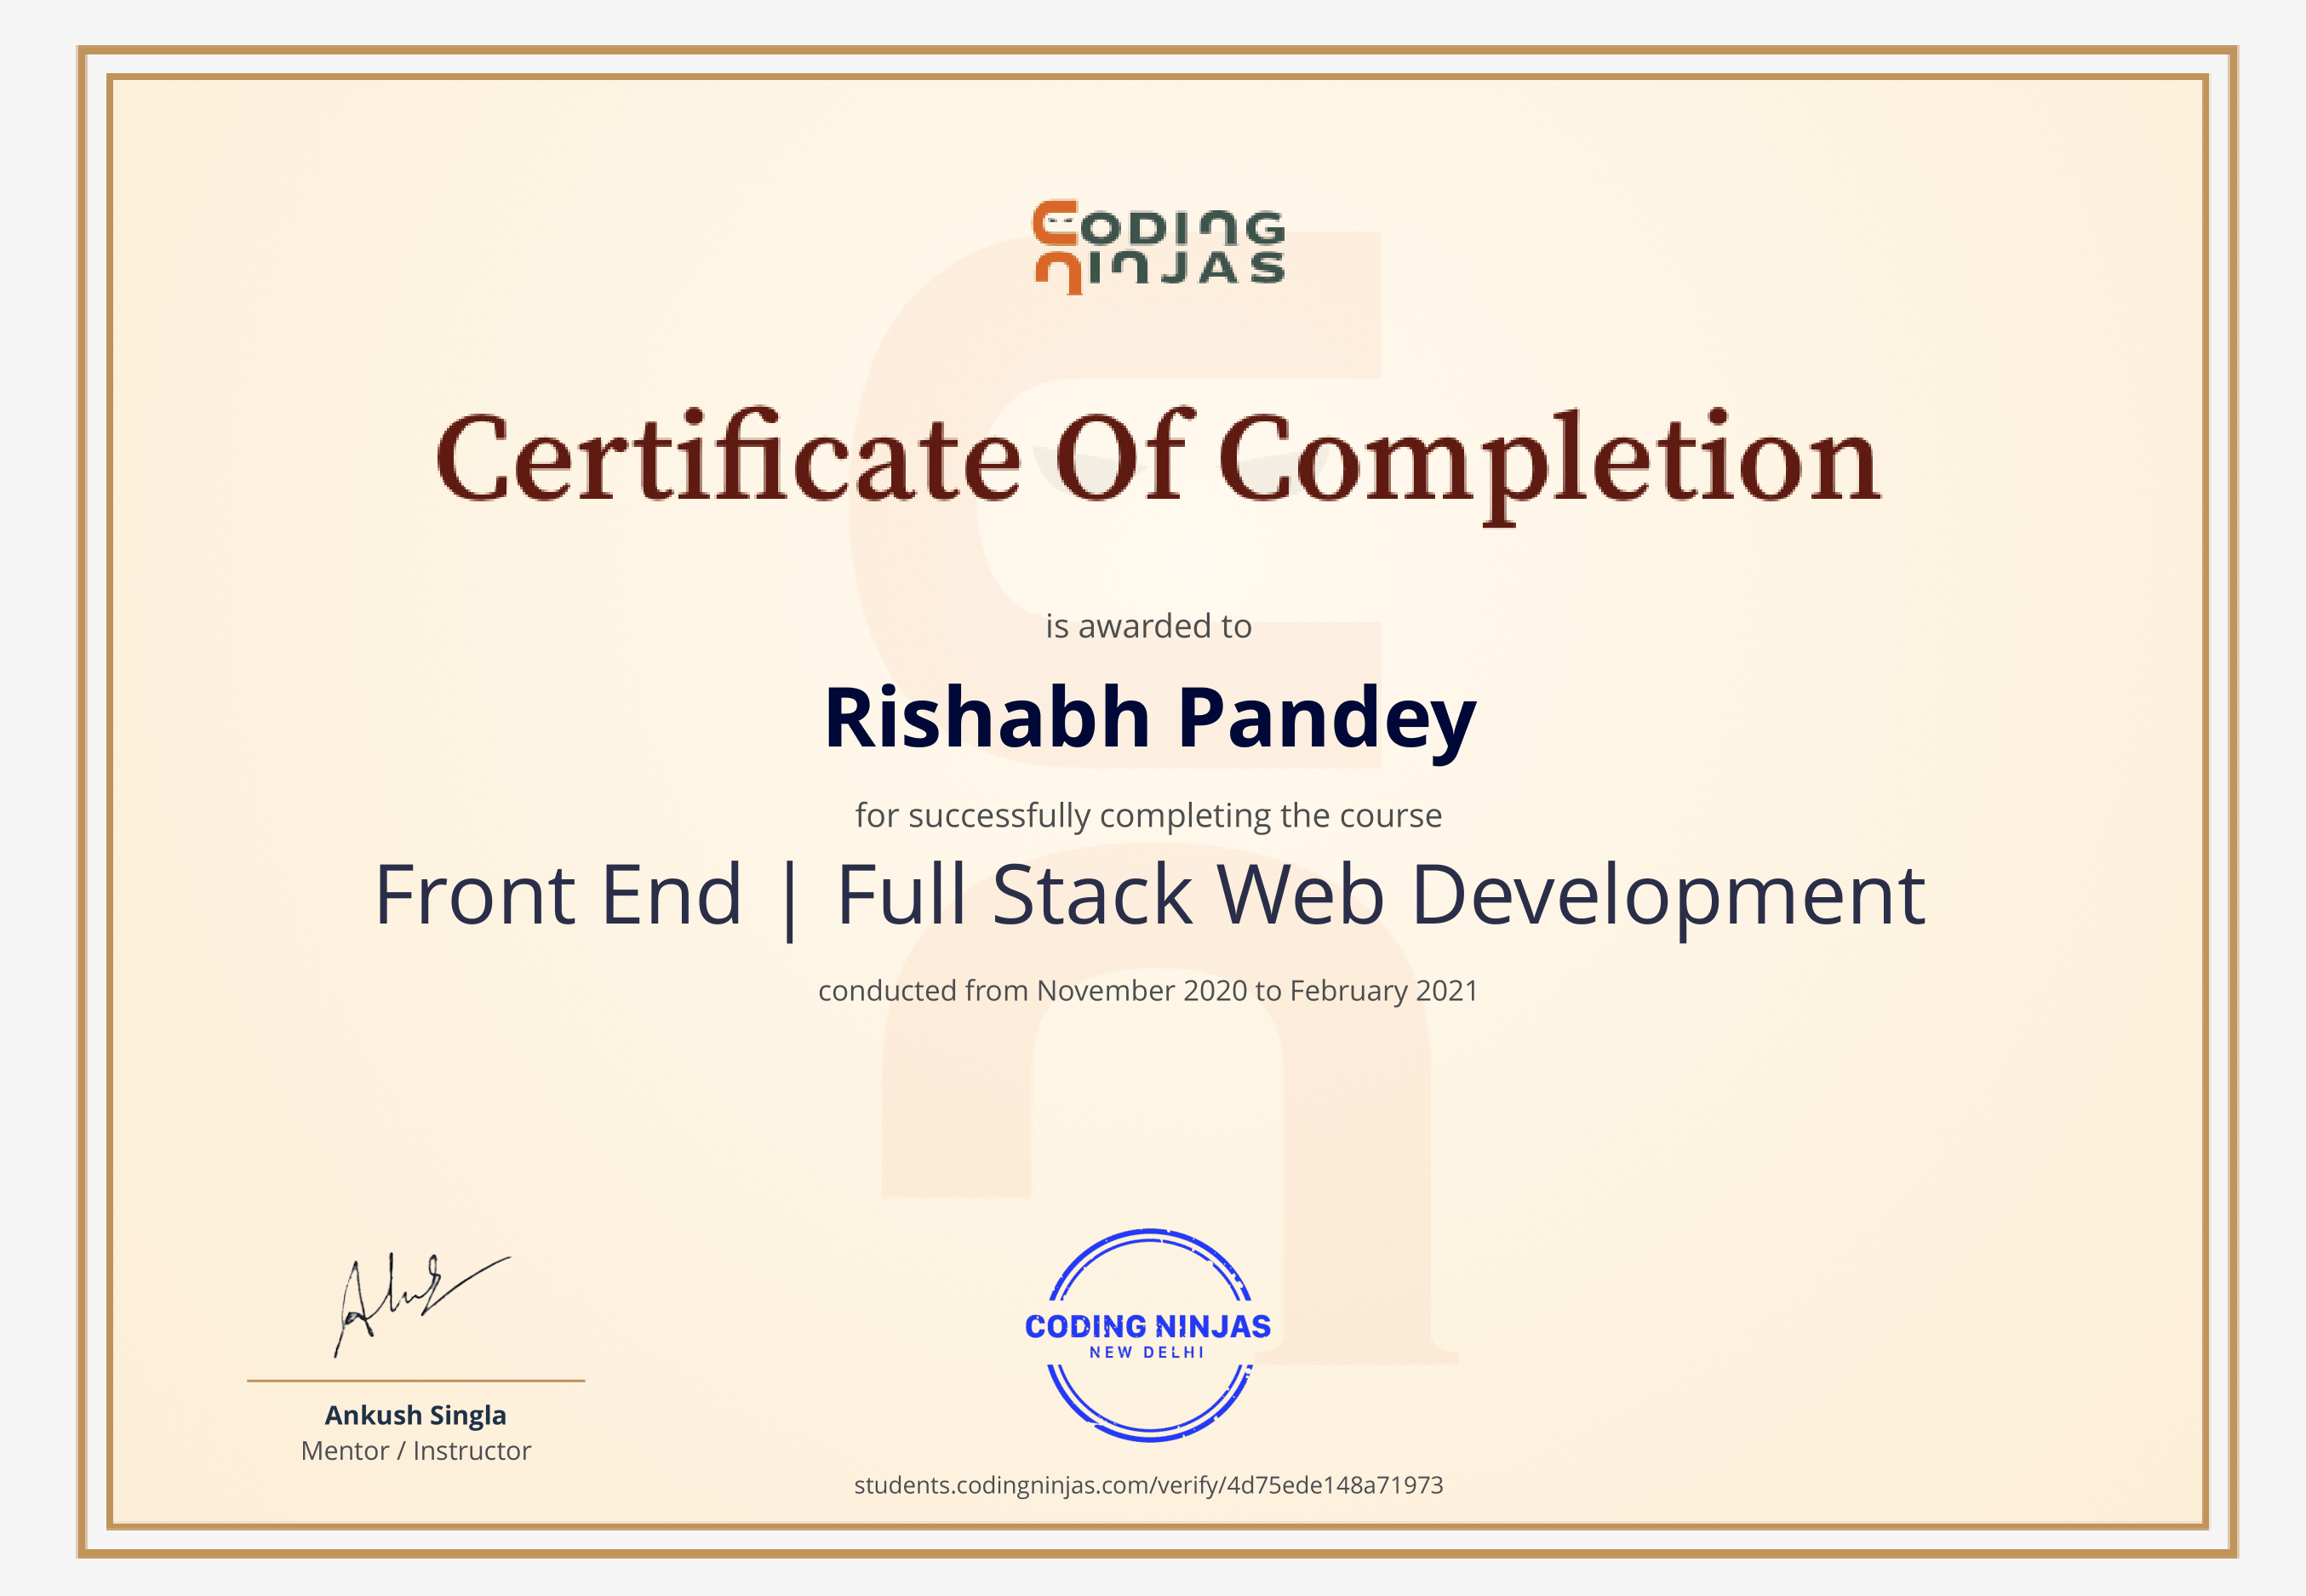 CODING
NINJAS
Certificate Of Completion
is awarded to
Rishabh Pandey
for successfully completing the course
Front End | Full Stack Web Development
conducted from November 2020 to February 2021
Ankush Singla
Mentor / Instructor
CODING NINJAS
NEW DELHI
students.codingninjas.com/verify/4d75ede148a71973